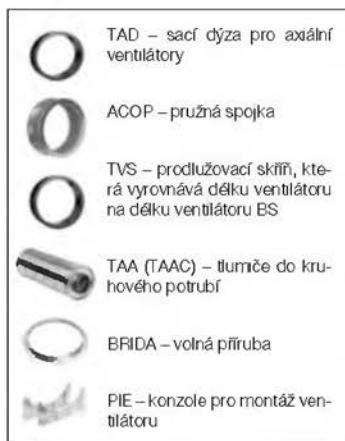 TAD – sací dýza pro axiální
ventilátory
ACOP – pružná spojka
TVS – prodlužovací skříň, kte-
rá vyrovnává délku ventilátoru
na délku ventilátoru BS
TAA (TAAC) – tlumiče do kru-
hového potrubí
BRIDA – volná příruba
PIE – konzole pro montáž ven-
tilátoru